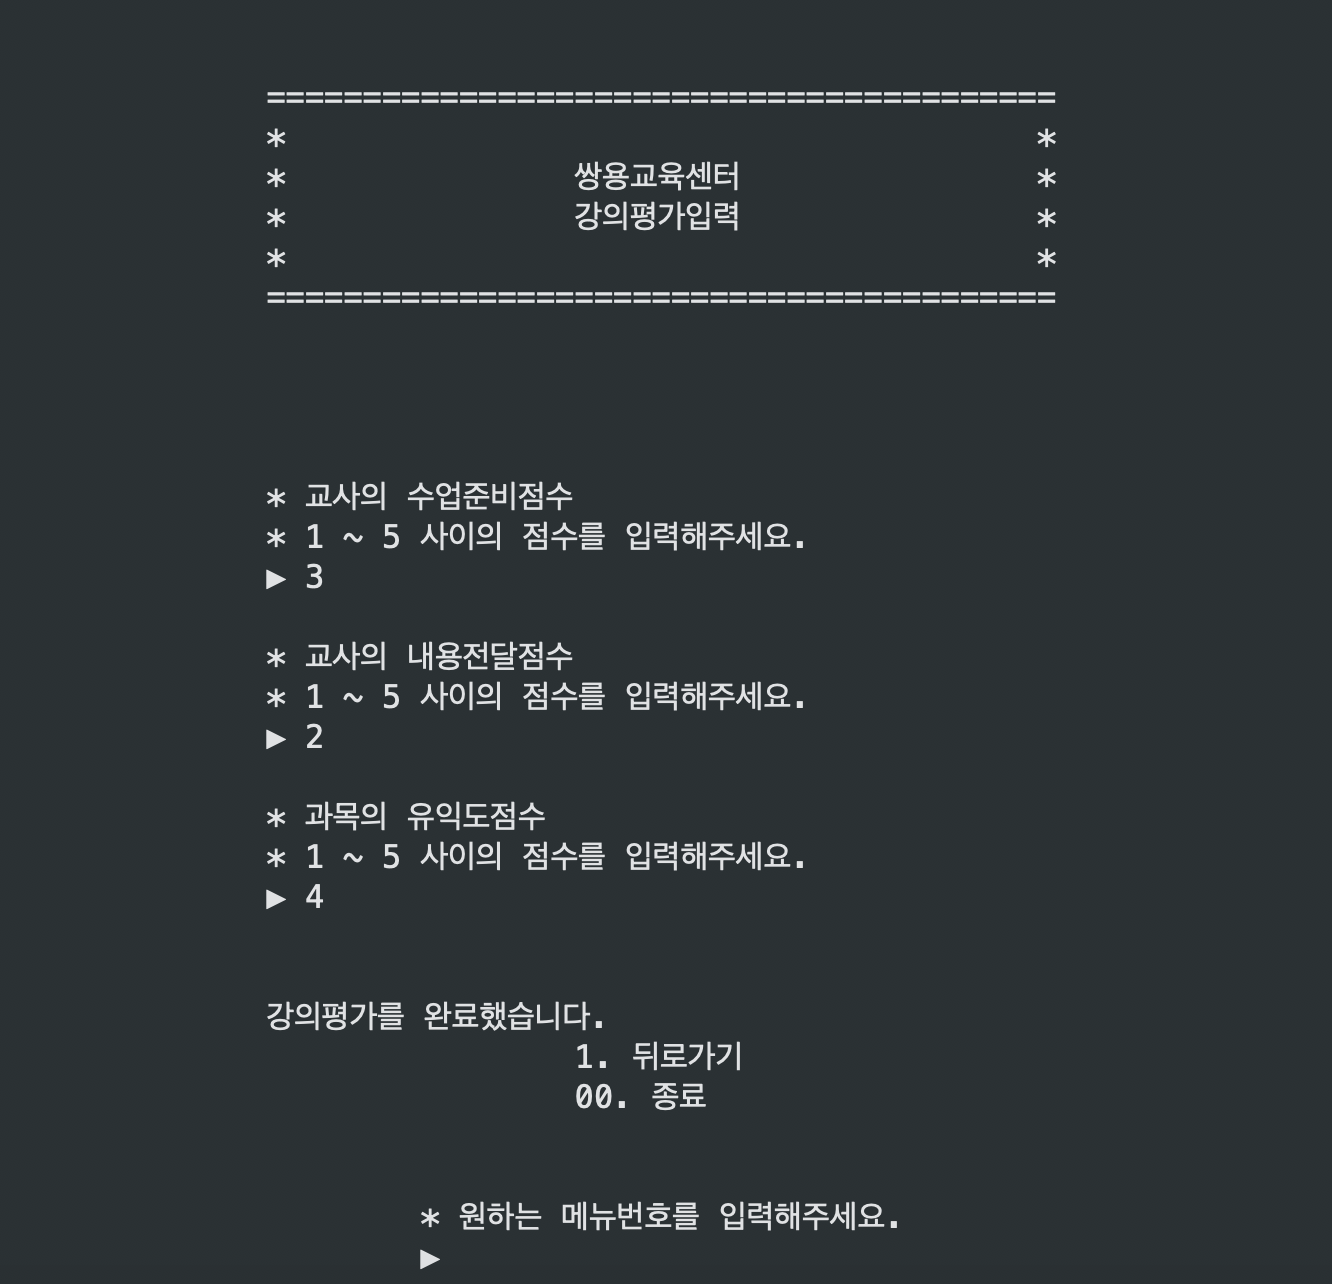 =========================================
*                                       *
*               쌍용교육센터               *
*               강의평가입력               *
*                                       *
=========================================
* 교사의 수업준비점수
* 1 ~ 5 사이의 점수를 입력해주세요.
▶ 3
* 교사의 내용전달점수
* 1 ~ 5 사이의 점수를 입력해주세요.
▶ 2
* 과목의 유익도점수
* 1 ~ 5 사이의 점수를 입력해주세요.
▶ 4
강의평가를 완료했습니다.
1. 뒤로가기
00. 종료
* 원하는 메뉴번호를 입력해주세요.
▶